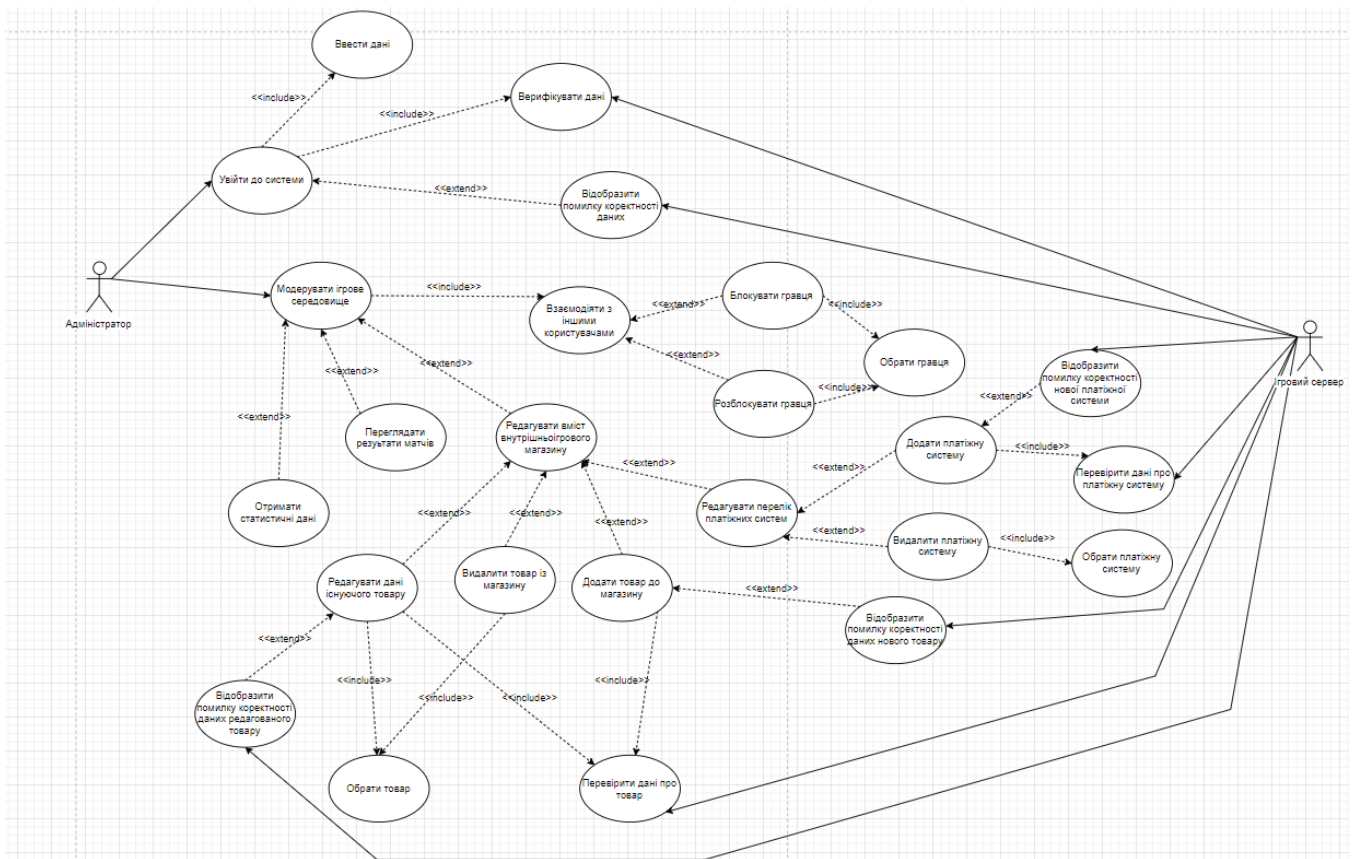 Ввести дані
<<include>>
Верифікувати дані
<<include>>
Увійти до системи
<<extend>>
Відобразити
помилку коректності
даних
Адміністратор
Модерувати ігрове
середовище
<<include>>
Взаємодіяти з
іншими
користувачами
<<extend>>
Блокувати гравця
<<include>>
Обрати гравця
<<extend>>
Розблокувати гравця
<<include>>
Ігровий сервер
Відобразити
помилку коректності
нової платіжної
системи
<<extend>>
<<extend>>
<<extend>>
<<extend>>
Переглядати
резуьтати матчів
Отримати
статистичні дані
Редагувати вміст
внутрішньоігрового
магазину
<<extend>>
Додати платіжну
систему
<<include>>
Перевірити дані про
платіжну систему
<<extend>>
Редагувати перелік
платіжних систем
<<extend>>
Видалити платіжну
систему
<<include>>
Обрати платіжну
систему
<<extend>>
<<extend>>
<<extend>>
Редагувати дані
існуючого товару
Видалити товар із
магазину
Додати товар до
магазину
<<extend>>
Відобразити
помилку коректності
даних нового товару
<<extend>>
Відобразити
помилку коректності
даних редагованого
товару
<<include>>
<<include>>
<<include>>
<<include>>
Обрати товар
Перевірити дані про
товар